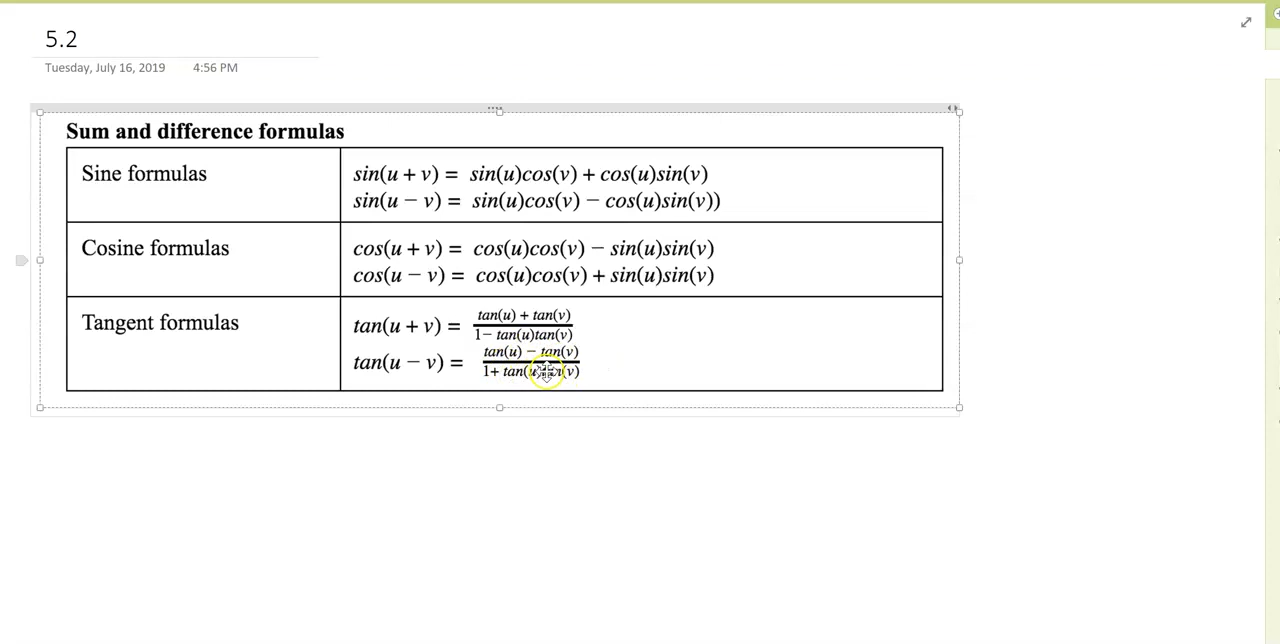 5.2
Tuesday, July 16, 2019 4:56 PM
Sum and difference formulas
Sine formulas
sin(u + v) = sin(u)cos(v) + cos(u)sin(v)
sin(u − v) = sin(u)cos(v) − cos(u)sin(v))
Cosine formulas
cos(u + v) = cos(u)cos(v) − sin(u)sin(v)
cos(u − v) = cos(u)cos(v) + sin(u)sin(v)
Tangent formulas
tan(u + v) =
tan(u) + tan(v)
1− tan(u)tan(v)
tan(u − v) =
tan(u) − tan(v)
1+ tan(u) (v)